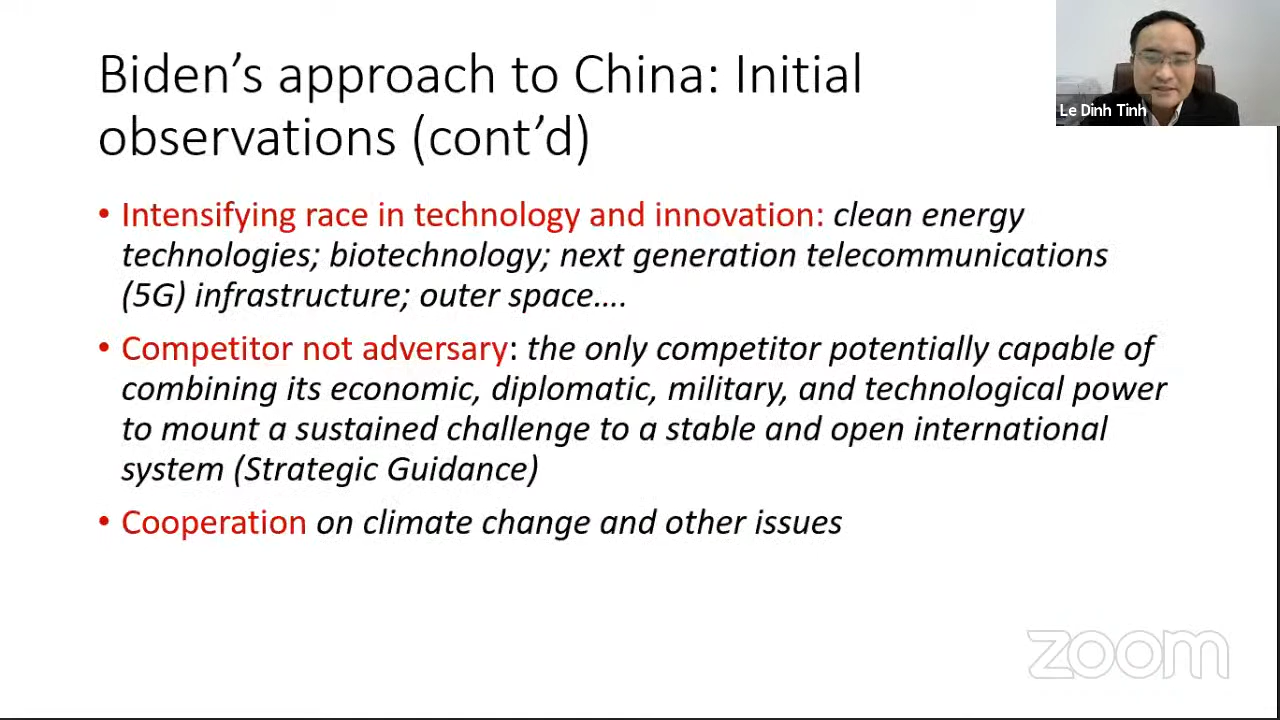 Biden’s approach to China: Initial
observations (cont’d)
Le Dinh Tinh
• Intensifying race in technology and innovation: clean energy
technologies; biotechnology; next generation telecommunications
(5G) infrastructure; outer space….
• Competitor not adversary: the only competitor potentially capable of
combining its economic, diplomatic, military, and technological power
to mount a sustained challenge to a stable and open international
system (Strategic Guidance)
• Cooperation on climate change and other issues
zoom